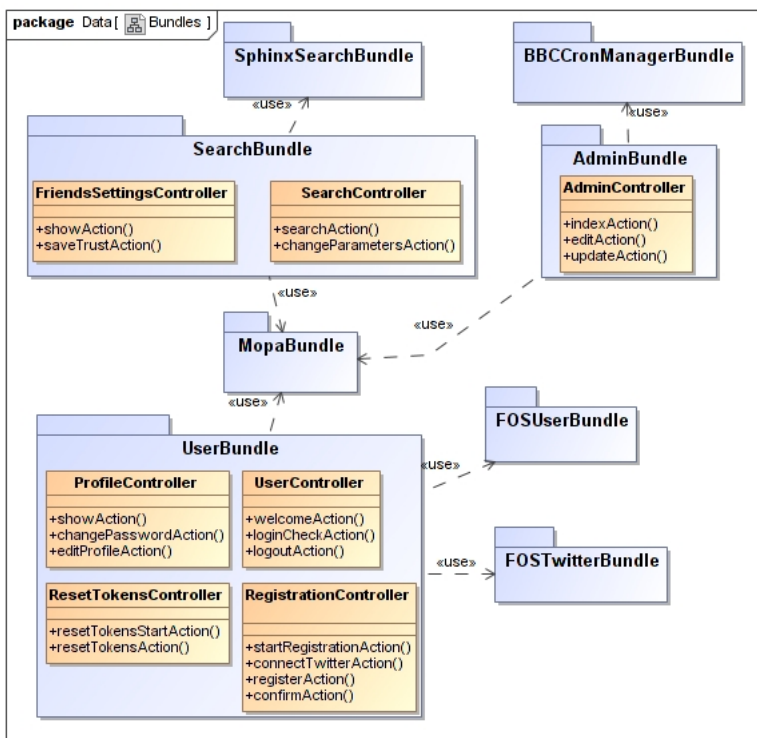 package Data [ Bundles ]
SphinxSearchBundle
BBCCronManagerBundle
«use»
«use»
SearchBundle
FriendsSettingsController
+showAction()
+saveTrustAction()
SearchController
+searchAction()
+changeParametersAction()
AdminBundle
AdminController
+indexAction()
+editAction()
+updateAction()
«use»
«use»
MopaBundle
«use»
UserBundle
ProfileController
+showAction()
+changePasswordAction()
+editProfileAction()
UserController
+welcomeAction()
+loginCheckAction()
+logoutAction()
ResetTokensController
+resetTokensStartAction()
+resetTokensAction()
RegistrationController
+startRegistrationAction()
+connectTwitterAction()
+registerAction()
+confirmAction()
«use»
FOSUserBundle
«use»
FOSTwitterBundle